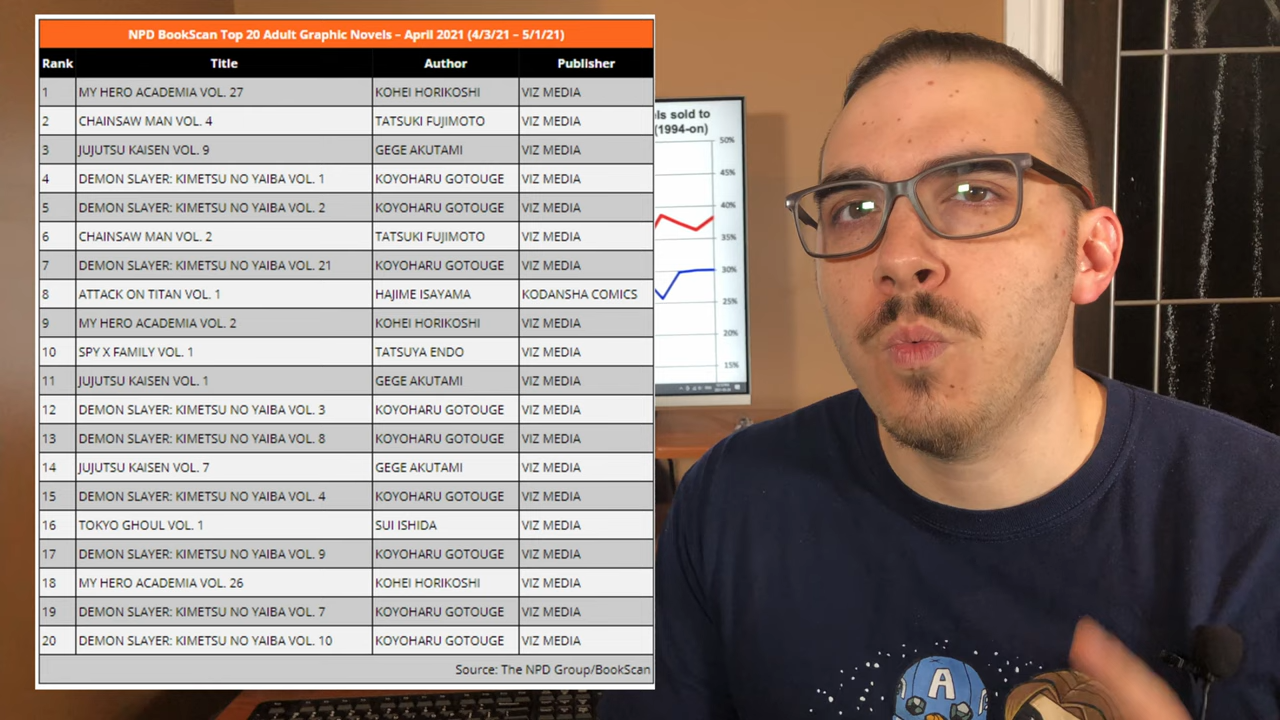 NPD BookScan Top 20 Adult Graphic Novels – April 2021 (4/3/21 – 5/1/21)
Rank Title Author Publisher
1 MY HERO ACADEMIA VOL. 27 KOHEI HORIKOSHI VIZ MEDIA
2 CHAINSAW MAN VOL. 4 TATSUKI FUJIMOTO VIZ MEDIA
3 JUJUTSU KAISEN VOL. 9 GEGE AKUTAMI VIZ MEDIA
4 DEMON SLAYER: KIMETSU NO YAIBA VOL. 1 KOYOHARU GOTOUGE VIZ MEDIA
5 DEMON SLAYER: KIMETSU NO YAIBA VOL. 2 KOYOHARU GOTOUGE VIZ MEDIA
6 CHAINSAW MAN VOL. 2 TATSUKI FUJIMOTO VIZ MEDIA
7 DEMON SLAYER: KIMETSU NO YAIBA VOL. 21 KOYOHARU GOTOUGE VIZ MEDIA
8 ATTACK ON TITAN VOL. 1 HAJIME ISAYAMA KODANSHA COMICS
9 MY HERO ACADEMIA VOL. 2 KOHEI HORIKOSHI VIZ MEDIA
10 SPY X FAMILY VOL. 1 TATSUYA ENDO VIZ MEDIA
11 JUJUTSU KAISEN VOL. 1 GEGE AKUTAMI VIZ MEDIA
12 DEMON SLAYER: KIMETSU NO YAIBA VOL. 3 KOYOHARU GOTOUGE VIZ MEDIA
13 DEMON SLAYER: KIMETSU NO YAIBA VOL. 8 KOYOHARU GOTOUGE VIZ MEDIA
14 JUJUTSU KAISEN VOL. 7 GEGE AKUTAMI VIZ MEDIA
15 DEMON SLAYER: KIMETSU NO YAIBA VOL. 4 KOYOHARU GOTOUGE VIZ MEDIA
16 TOKYO GHOUL VOL. 1 SUI ISHIDA VIZ MEDIA
17 DEMON SLAYER: KIMETSU NO YAIBA VOL. 9 KOYOHARU GOTOUGE VIZ MEDIA
18 MY HERO ACADEMIA VOL. 26 KOHEI HORIKOSHI VIZ MEDIA
19 DEMON SLAYER: KIMETSU NO YAIBA VOL. 7 KOYOHARU GOTOUGE VIZ MEDIA
20 DEMON SLAYER: KIMETSU NO YAIBA VOL. 10 KOYOHARU GOTOUGE VIZ MEDIA
Source: The NPD Group/BookScan
ls sold to
(1994-on)
50%
45%
40%
35%
30%
25%
20%
15%
A